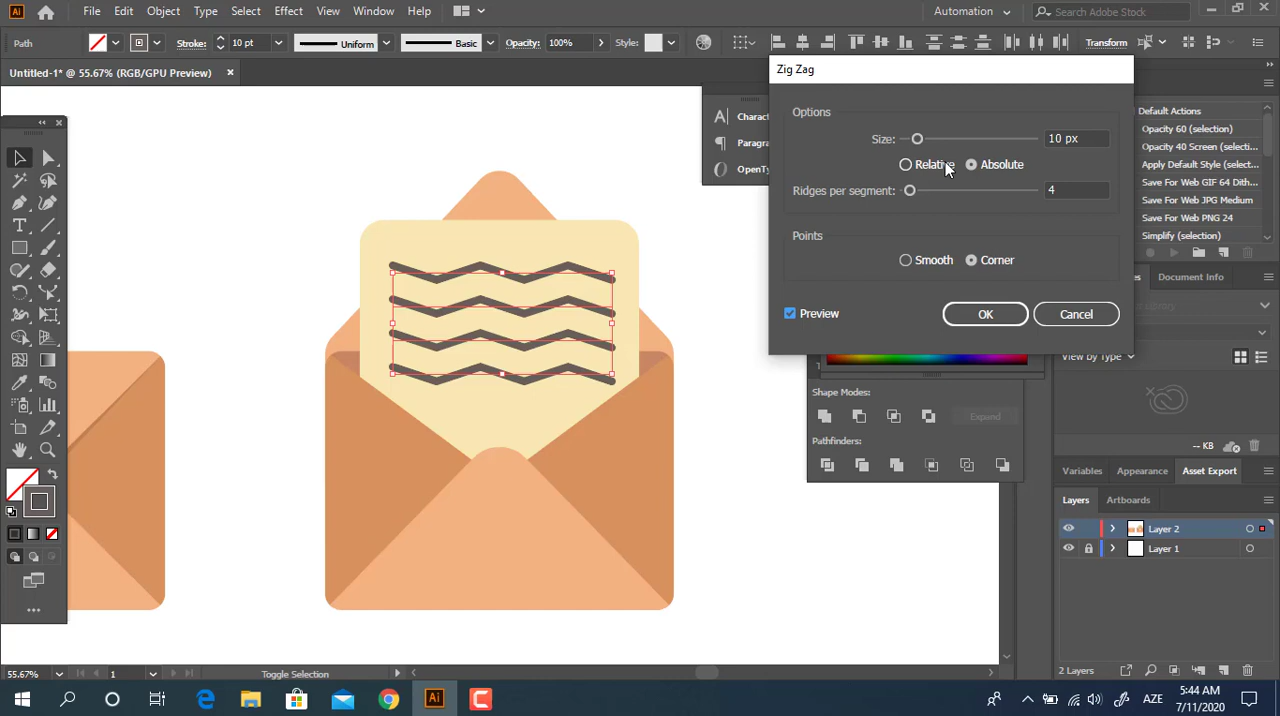 Ai File Edit Object Type Select Effect View Window Help Automation Search Adobe Stock
Path Stroke: 10 pt Uniform Basic Opacity: 100% Style: Transform
Untitled-1* @ 55.67% (RGB/GPU Preview)
Zig Zag
Options
Size: 10 px
Relative Absolute
Ridges per segment: 4
Points
Smooth Corner
Preview OK Cancel
Charact
Paragra
OpenTy
Default Actions
Opacity 60 (selection)
Opacity 40 Screen (selecti...
Apply Default Style (select...
Save For Web GIF 64 Dith...
Save For Web JPG Medium
Save For Web PNG 24
Simplify (selection)
Document Info
View by Type
Shape Modes:
Expand
Pathfinders:
-- KB
Variables Appearance Asset Export
Layers Artboards
Layer 2
Layer 1
55.67% 1 Toggle Selection
2 Layers
Ai AZE 5:44 AM
7/11/2020